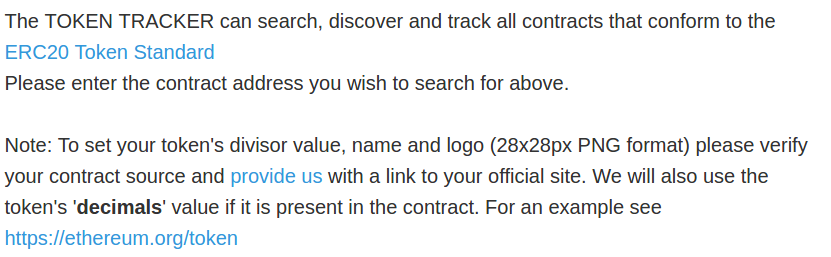 The TOKEN TRACKER can search, discover and track all contracts that conform to the
ERC20 Token Standard
Please enter the contract address you wish to search for above.
Note: To set your token's divisor value, name and logo (28x28px PNG format) please verify
your contract source and provide us with a link to your official site. We will also use the
token's 'decimals' value if it is present in the contract. For an example see
https://ethereum.org/token